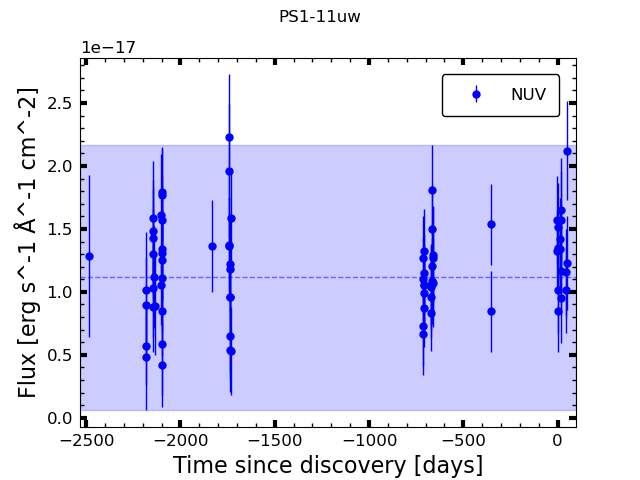 PS1-11uw
1e−17
NUV
2.5
2.0
1.5
1.0
0.5
0.0
Flux [erg s^-1 Å^-1 cm^-2]
−2500 −2000 −1500 −1000 −500 0
Time since discovery [days]